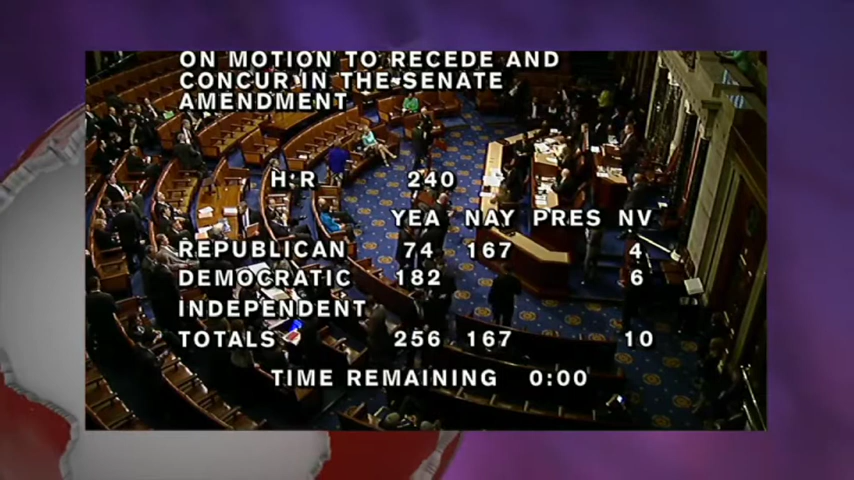 ON MOTION TO RECEDE AND
CONCUR IN THE SENATE
AMENDMENT
H R 240
YEA NAY PRES NV
REPUBLICAN 74 167 4
DEMOCRATIC 182 6
INDEPENDENT
TOTALS 256 167 10
TIME REMAINING 0:00